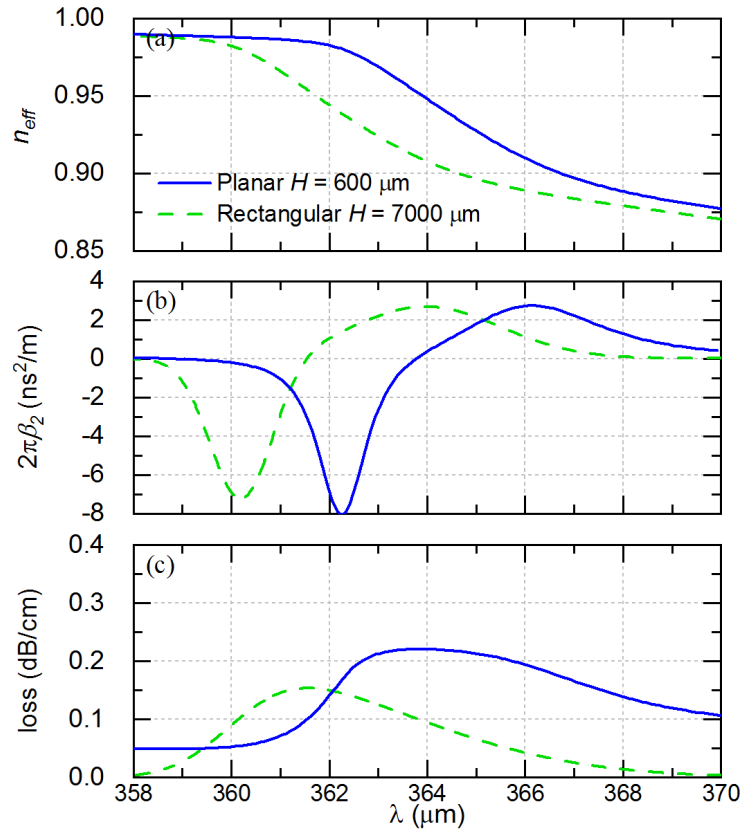 (a)
1.00
0.95
0.90
0.85
n_eff
Planar H = 600 μm
Rectangular H = 7000 μm
(b)
4
2
0
-2
-4
-6
-8
2πβ₂ (ns²/m)
(c)
0.4
0.3
0.2
0.1
0.0
loss (dB/cm)
358 360 362 364 366 368 370
λ (μm)